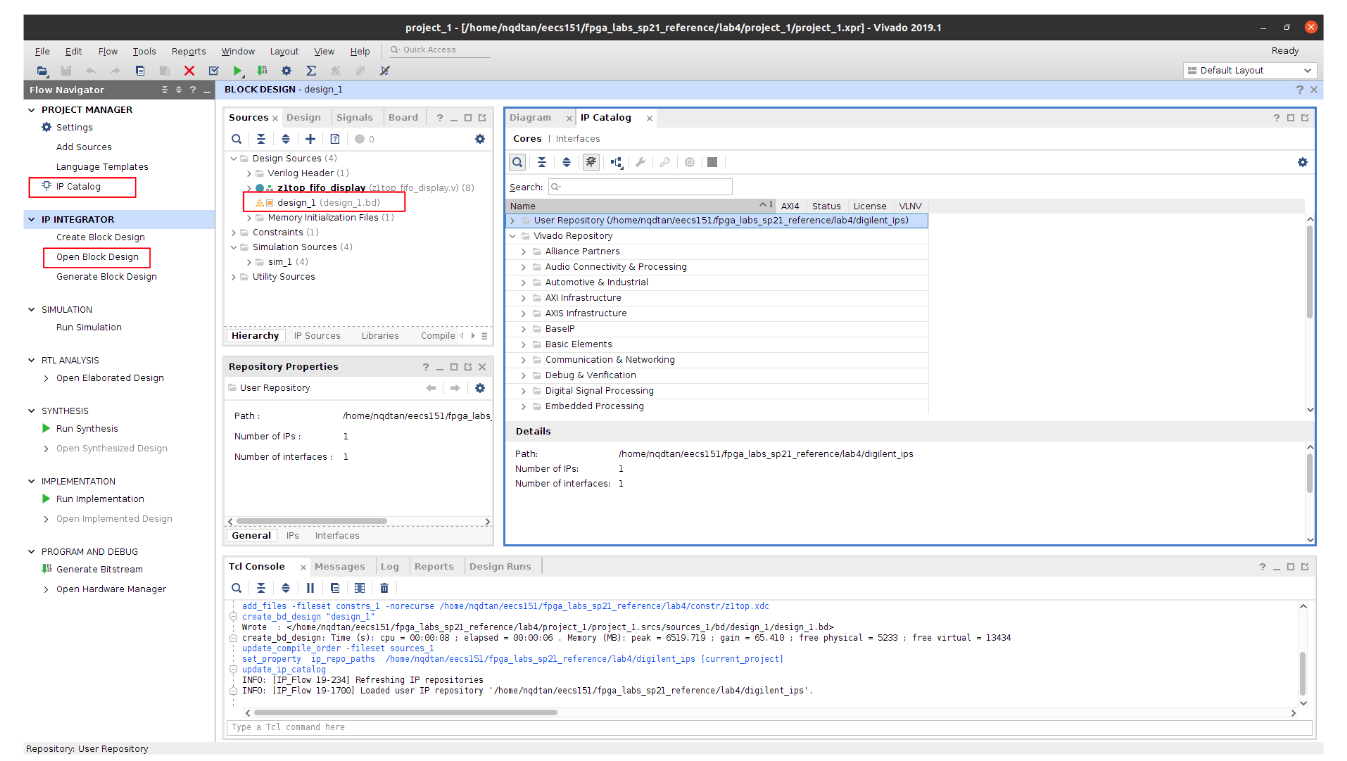 project_1 - [/home/nqdtan/eecs151/fpga_labs_sp21_reference/lab4/project_1/project_1.xpr] - Vivado 2019.1
File Edit Flow Tools Reports Window Layout View Help Q- Quick Access Ready
Default Layout
Flow Navigator
PROJECT MANAGER
Settings
Add Sources
Language Templates
IP Catalog
IP INTEGRATOR
Create Block Design
Open Block Design
Generate Block Design
SIMULATION
Run Simulation
RTL ANALYSIS
Open Elaborated Design
SYNTHESIS
Run Synthesis
Open Synthesized Design
IMPLEMENTATION
Run Implementation
Open Implemented Design
PROGRAM AND DEBUG
Generate Bitstream
Open Hardware Manager
BLOCK DESIGN - design_1
Sources Design Signals Board
0
Design Sources (4)
Verilog Header (1)
z1top_fifo_display (z1top_fifo_display.v) (8)
design_1 (design_1.bd)
Memory Initialization Files (1)
Constraints (1)
Simulation Sources (4)
sim_1 (4)
Utility Sources
Hierarchy IP Sources Libraries Compile
Repository Properties
User Repository
Path : /home/nqdtan/eecs151/fpga_labs_
Number of IPs : 1
Number of interfaces : 1
General IPs Interfaces
Diagram IP Catalog
Cores | Interfaces
Search: Q-
Name 1 AXI4 Status License VLNV
User Repository (/home/nqdtan/eecs151/fpga_labs_sp21_reference/lab4/digilent_ips)
Vivado Repository
Alliance Partners
Audio Connectivity & Processing
Automotive & Industrial
AXI Infrastructure
AXIS Infrastructure
BaseIP
Basic Elements
Communication & Networking
Debug & Verification
Digital Signal Processing
Embedded Processing
Details
Path: /home/nqdtan/eecs151/fpga_labs_sp21_reference/lab4/digilent_ips
Number of IPs: 1
Number of interfaces: 1
Tcl Console Messages Log Reports Design Runs
add_files -fileset constrs_1 -norecurse /home/nqdtan/eecs151/fpga_labs_sp21_reference/lab4/constr/z1top.xdc
create_bd_design "design_1"
Wrote : </home/nqdtan/eecs151/fpga_labs_sp21_reference/lab4/project_1/project_1.srcs/sources_1/bd/design_1/design_1.bd>
create_bd_design: Time (s): cpu = 00:00:08 ; elapsed = 00:00:06 . Memory (MB): peak = 6519.719 ; gain = 65.410 ; free physical = 5233 ; free virtual = 13434
update_compile_order -fileset sources_1
set_property ip_repo_paths /home/nqdtan/eecs151/fpga_labs_sp21_reference/lab4/digilent_ips [current_project]
update_ip_catalog
INFO: [IP_Flow 19-234] Refreshing IP repositories
INFO: [IP_Flow 19-1700] Loaded user IP repository '/home/nqdtan/eecs151/fpga_labs_sp21_reference/lab4/digilent_ips'.
Type a Tcl command here
Repository: User Repository